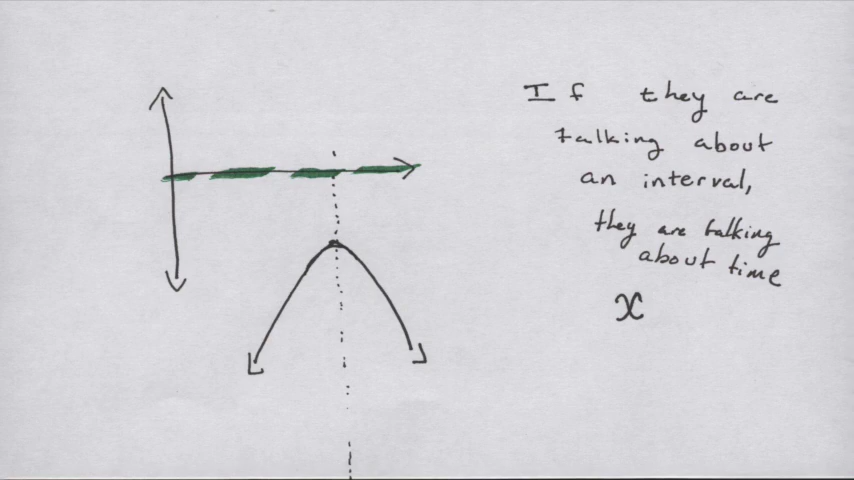 If they are
talking about
an interval,
they are talking
about time
x